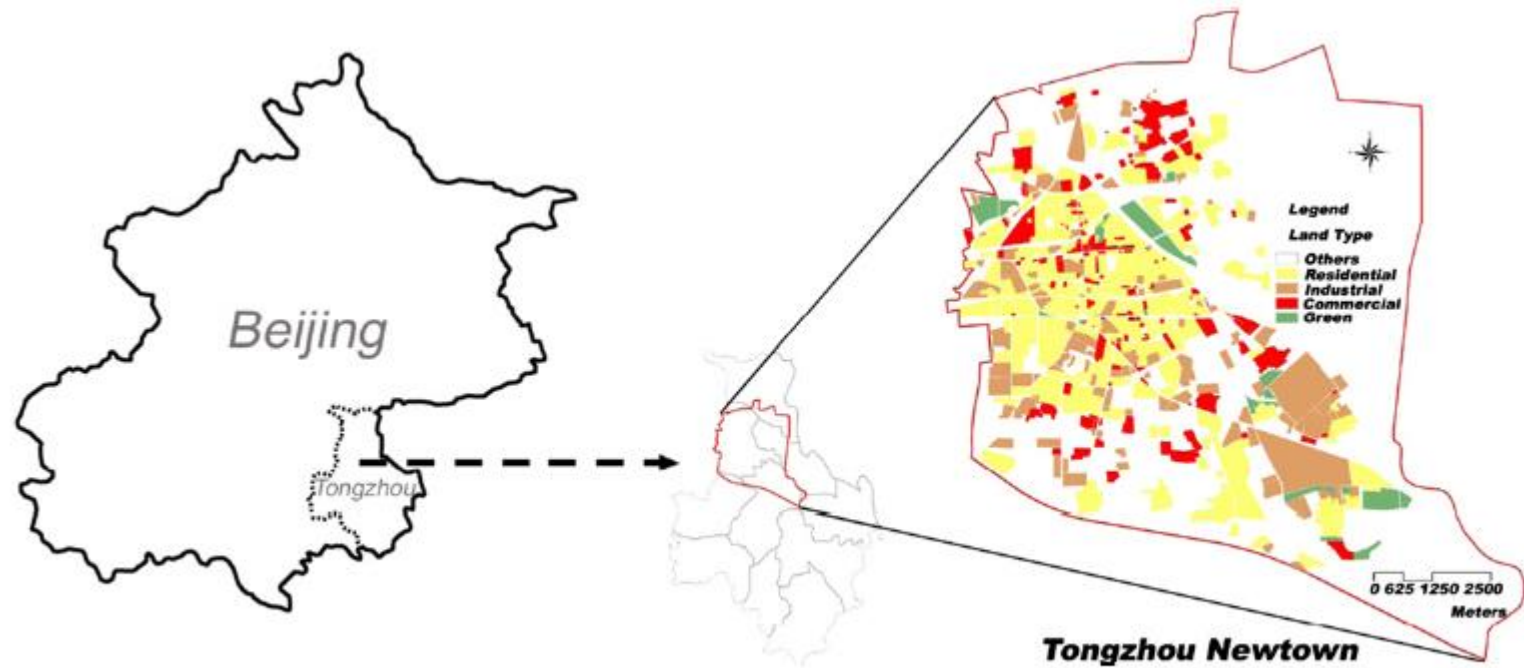 Beijing
Tongzhou
Legend
Land Type
Others
Residential
Industrial
Commercial
Green
0 625 1250 2500
Meters
Tongzhou Newtown